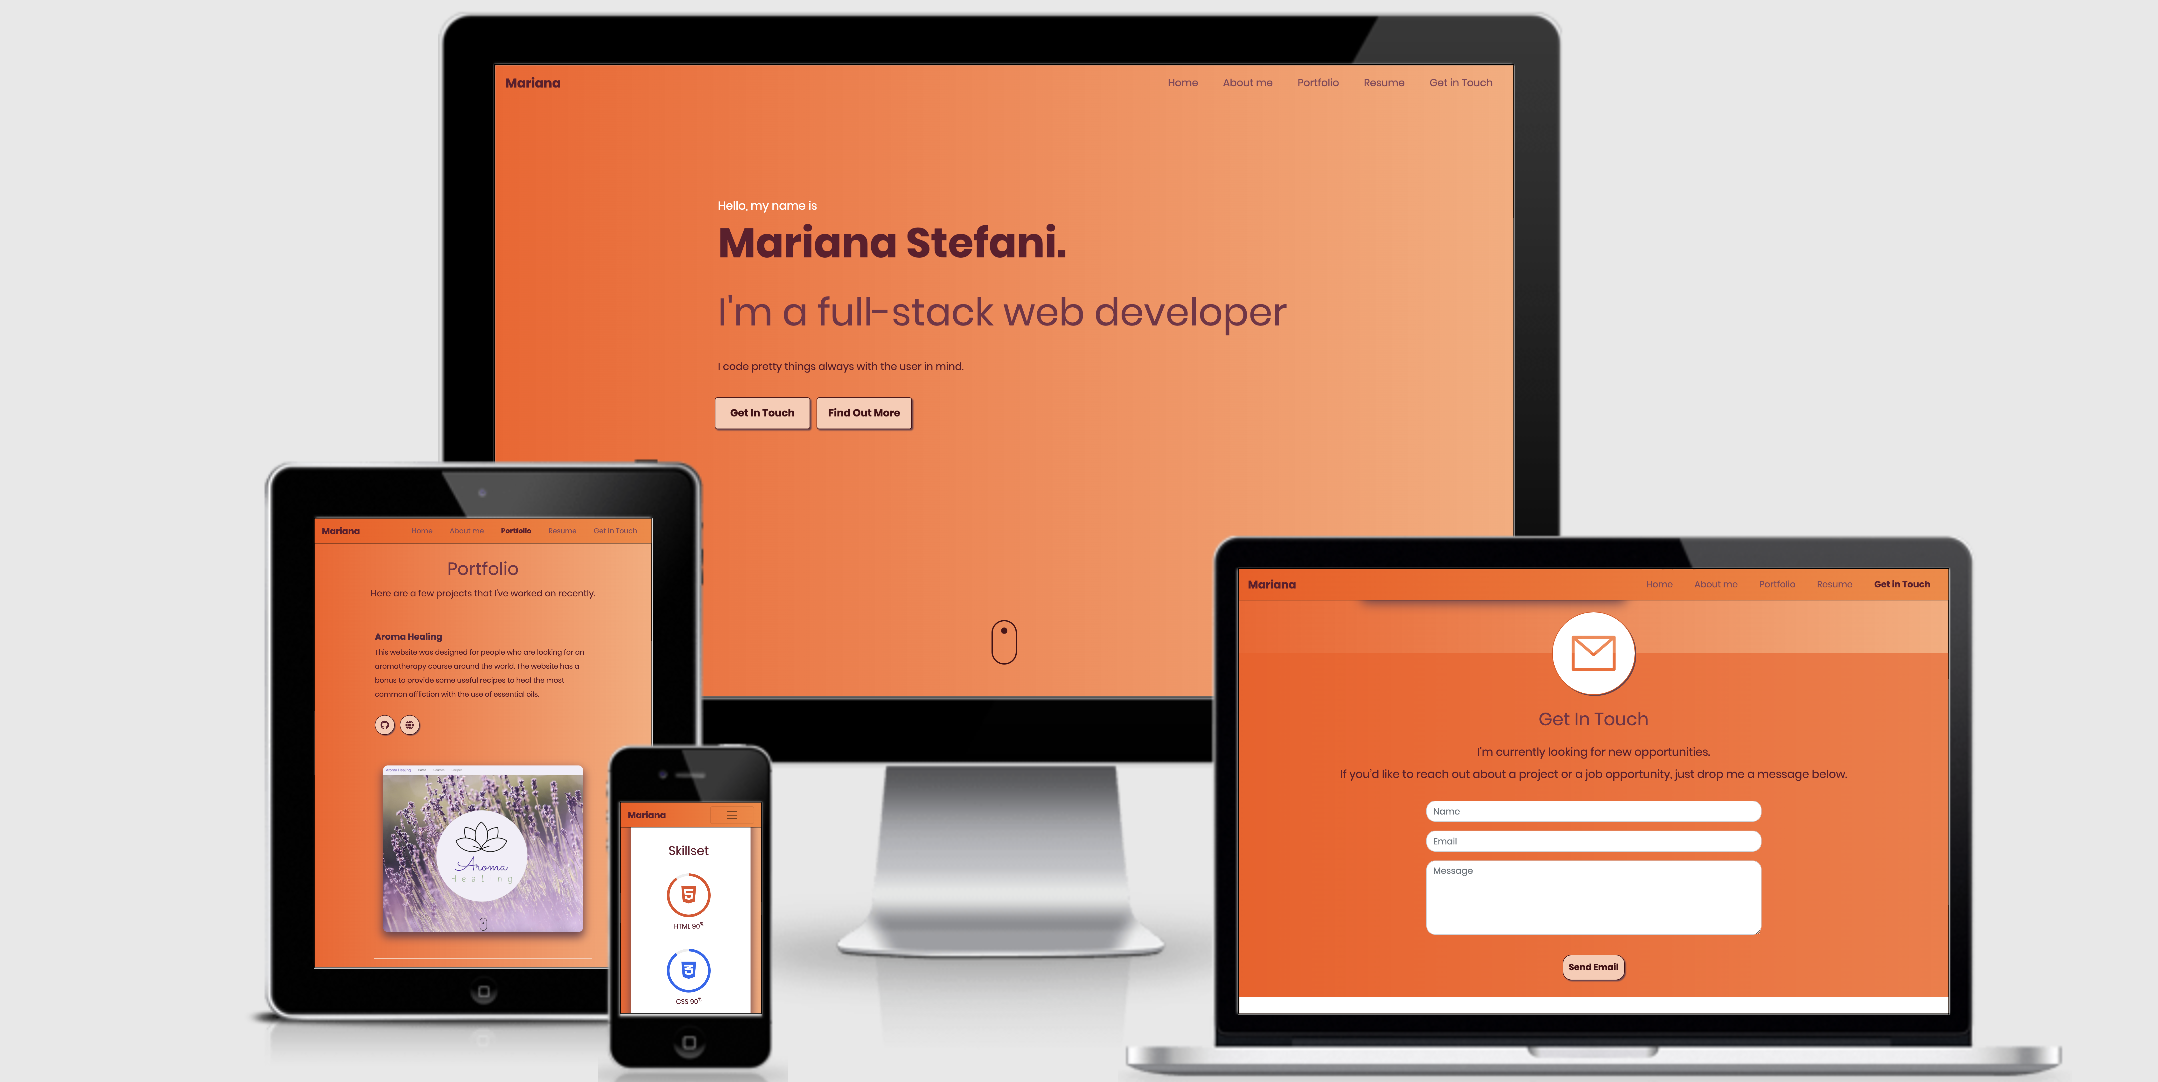 Mariana
Home About me Portfolio Resume Get in Touch
Hello, my name is
Mariana Stefani.
I'm a full-stack web developer
I code pretty things always with the user in mind.
Get In Touch Find Out More
Mariana
Home About me Portfolio Resume Get in Touch
Portfolio
Here are a few projects that I've worked on recently.
Aroma Healing
This website was designed for people who are looking for an
aromatherapy course around the world. The website has a
bonus to provide some useful recipes to heal the most
common affliction with the use of essential oils.
Aroma Healing
Aroma
Healing
Mariana
Skillset
HTML 90
CSS 90
Mariana
Home About me Portfolio Resume Get in Touch
Get In Touch
I'm currently looking for new opportunities.
If you'd like to reach out about a project or a job opportunity, just drop me a message below.
Name
Email
Message
Send Email